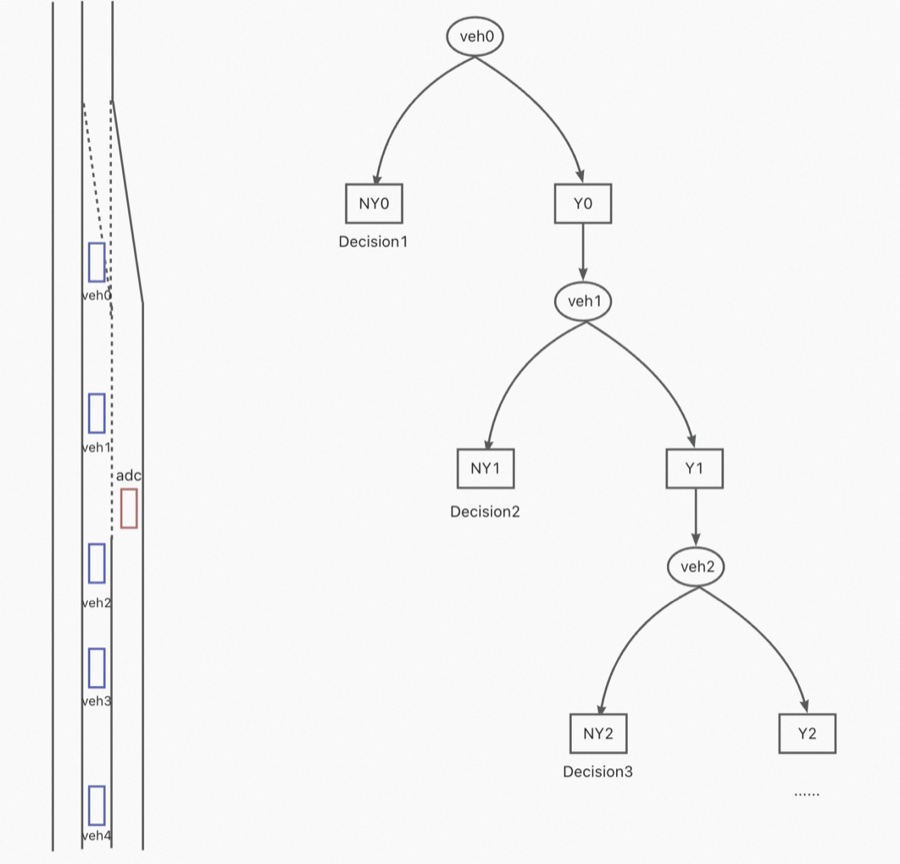 veh0
veh1
adc
veh2
veh3
veh4
veh0
NY0
Y0
Decision1
veh1
NY1
Y1
Decision2
veh2
NY2
Y2
Decision3
......